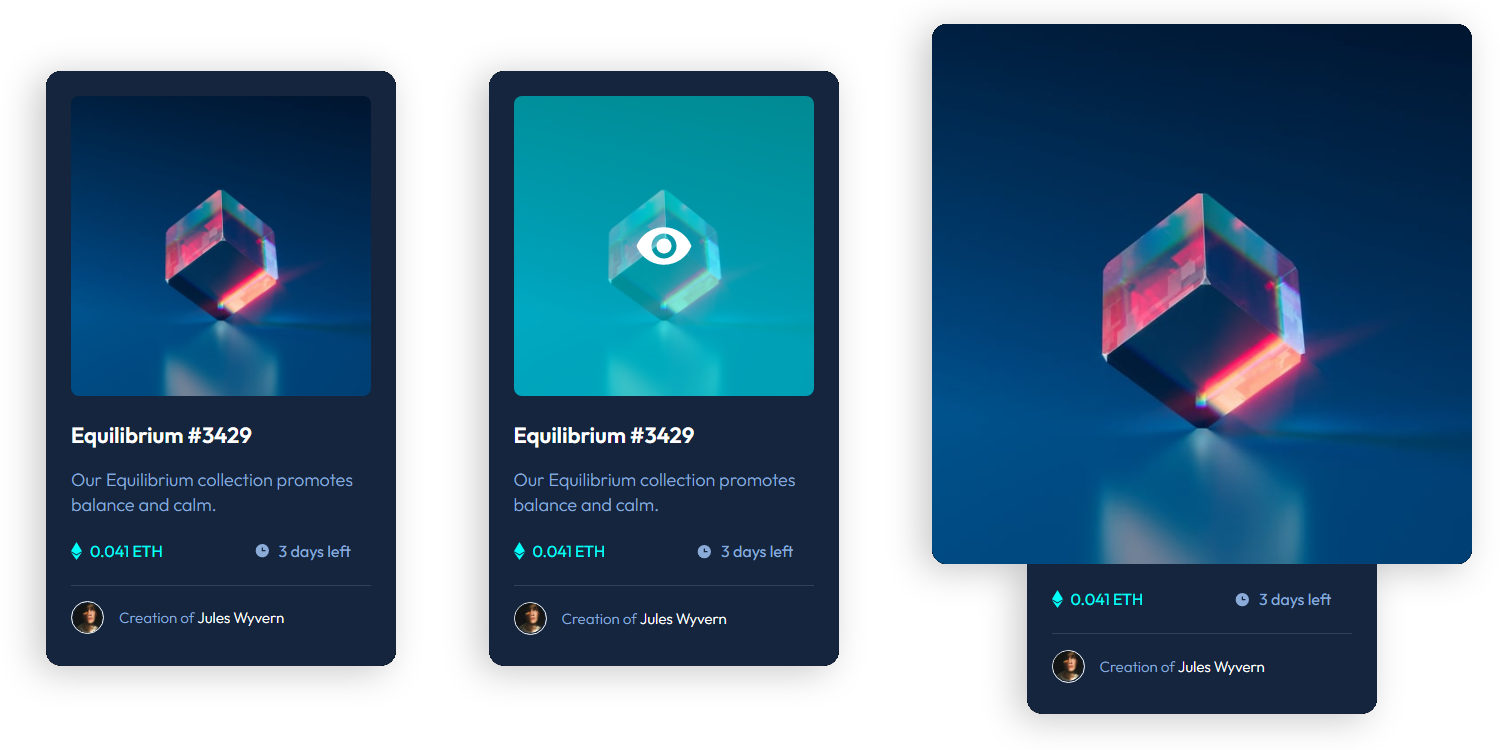 Equilibrium #3429
Our Equilibrium collection promotes
balance and calm.
0.041 ETH
3 days left
Creation of Jules Wyvern
Equilibrium #3429
Our Equilibrium collection promotes
balance and calm.
0.041 ETH
3 days left
Creation of Jules Wyvern
0.041 ETH
3 days left
Creation of Jules Wyvern